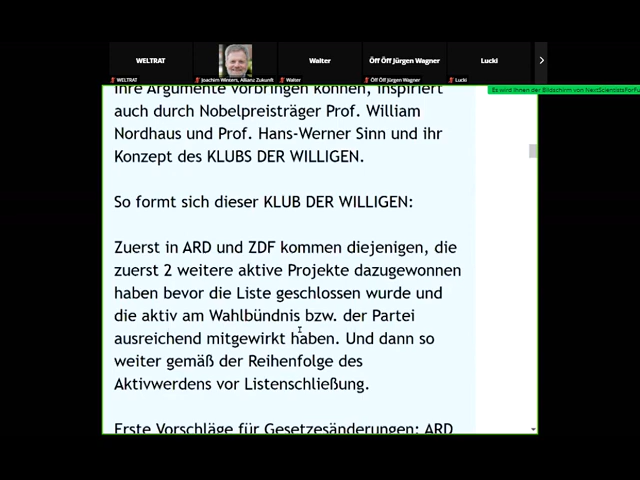 WELTRAT
Walter
Öff Öff Jürgen Wagner
Lucki
WELTRAT
Joachim Winters, Allianz Zukunft
Walter
Öff Öff Jürgen Wagner
Lucki
Es wird Ihnen der Bildschirm von NextScientistsForFu
Ihre Argumente vorbringen können, inspiriert
auch durch Nobelpreisträger Prof. William
Nordhaus und Prof. Hans-Werner Sinn und ihr
Konzept des KLUBS DER WILLIGEN.
So formt sich dieser KLUB DER WILLIGEN:
Zuerst in ARD und ZDF kommen diejenigen, die
zuerst 2 weitere aktive Projekte dazugewonnen
haben bevor die Liste geschlossen wurde und
die aktiv am Wahlbündnis bzw. der Partei
ausreichend mitgewirkt haben. Und dann so
weiter gemäß der Reihenfolge des
Aktivwerdens vor Listenschließung.
Erste Vorschläge für Gesetzesänderungen: ARD